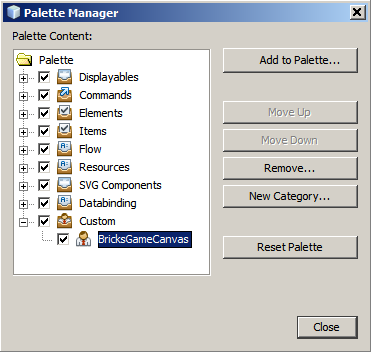 Palette Manager
Palette Content:
Palette
Displayables
Commands
Elements
Items
Flow
Resources
SVG Components
Databinding
Custom
BricksGameCanvas
Add to Palette...
Move Up
Move Down
Remove...
New Category...
Reset Palette
Close